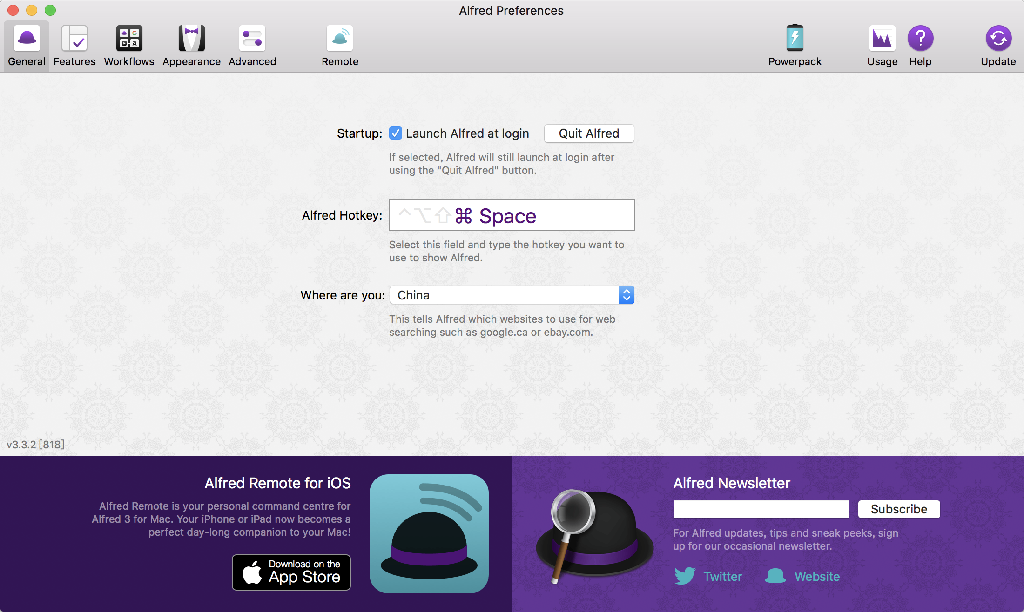 Alfred Preferences
General Features Workflows Appearance Advanced Remote Powerpack Usage Help Update
Startup: Launch Alfred at login Quit Alfred
If selected, Alfred will still launch at login after
using the "Quit Alfred" button.
Alfred Hotkey: ^⌥⇧⌘ Space
Select this field and type the hotkey you want to
use to show Alfred.
Where are you: China
This tells Alfred which websites to use for web
searching such as google.ca or ebay.com.
v3.3.2 [818]
Alfred Remote for iOS
Alfred Remote is your personal command centre for
Alfred 3 for Mac. Your iPhone or iPad now becomes a
perfect day-long companion to your Mac!
Download on the
App Store
Alfred Newsletter
Subscribe
For Alfred updates, tips and sneak peeks, sign
up for our occasional newsletter.
Twitter Website